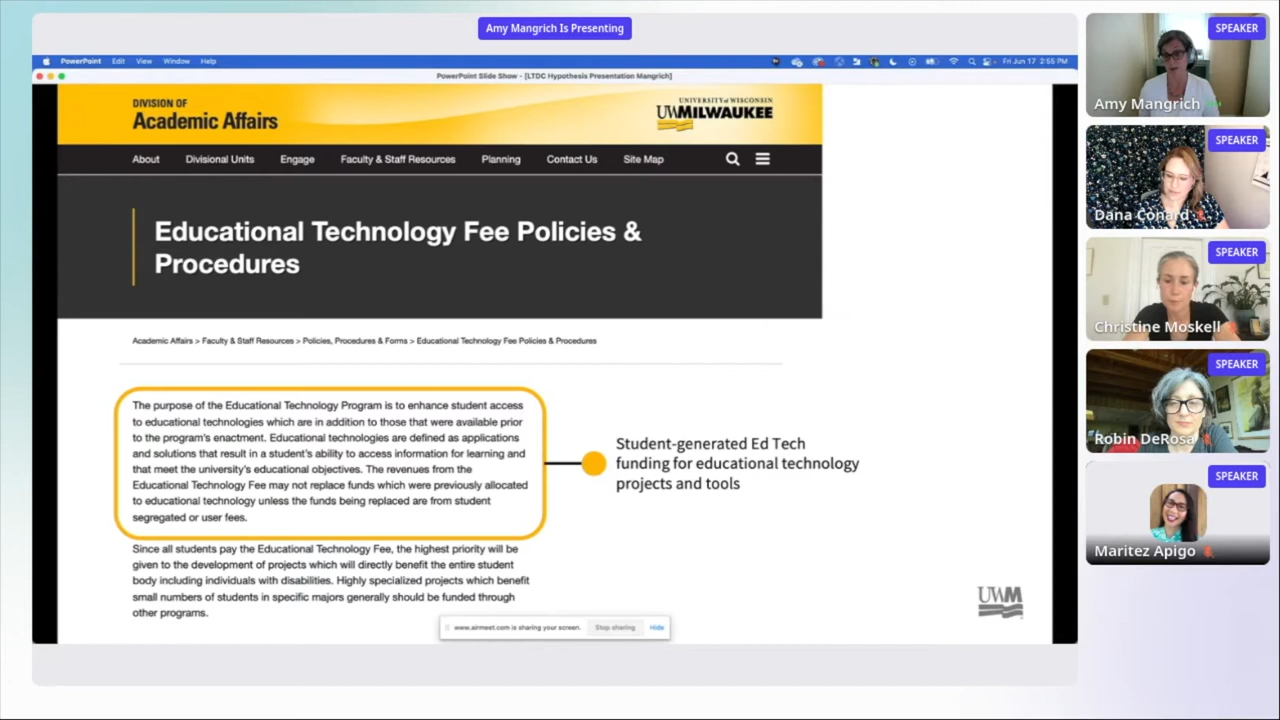 Amy Mangrich Is Presenting
PowerPoint Edit View Window Help
Fri Jun 17 2:55 PM
PowerPoint Slide Show - [LTDC Hypothesis Presentation Mangrich]
DIVISION OF
Academic Affairs
UNIVERSITY of WISCONSIN
UWMILWAUKEE
About Divisional Units Engage Faculty & Staff Resources Planning Contact Us Site Map
Educational Technology Fee Policies &
Procedures
Academic Affairs > Faculty & Staff Resources > Policies, Procedures & Forms > Educational Technology Fee Policies & Procedures
The purpose of the Educational Technology Program is to enhance student access
to educational technologies which are in addition to those that were available prior
to the program's enactment. Educational technologies are defined as applications
and solutions that result in a student's ability to access information for learning and
that meet the university's educational objectives. The revenues from the
Educational Technology Fee may not replace funds which were previously allocated
to educational technology unless the funds being replaced are from student
segregated or user fees.
Student-generated Ed Tech
funding for educational technology
projects and tools
Since all students pay the Educational Technology Fee, the highest priority will be
given to the development of projects which will directly benefit the entire student
body including individuals with disabilities. Highly specialized projects which benefit
small numbers of students in specific majors generally should be funded through
other programs.
UWM
www.airmeet.com is sharing your screen. Stop sharing Hide
SPEAKER
Amy Mangrich
SPEAKER
Dana Conard
SPEAKER
Christine Moskell
SPEAKER
Robin DeRosa
SPEAKER
Maritez Apigo